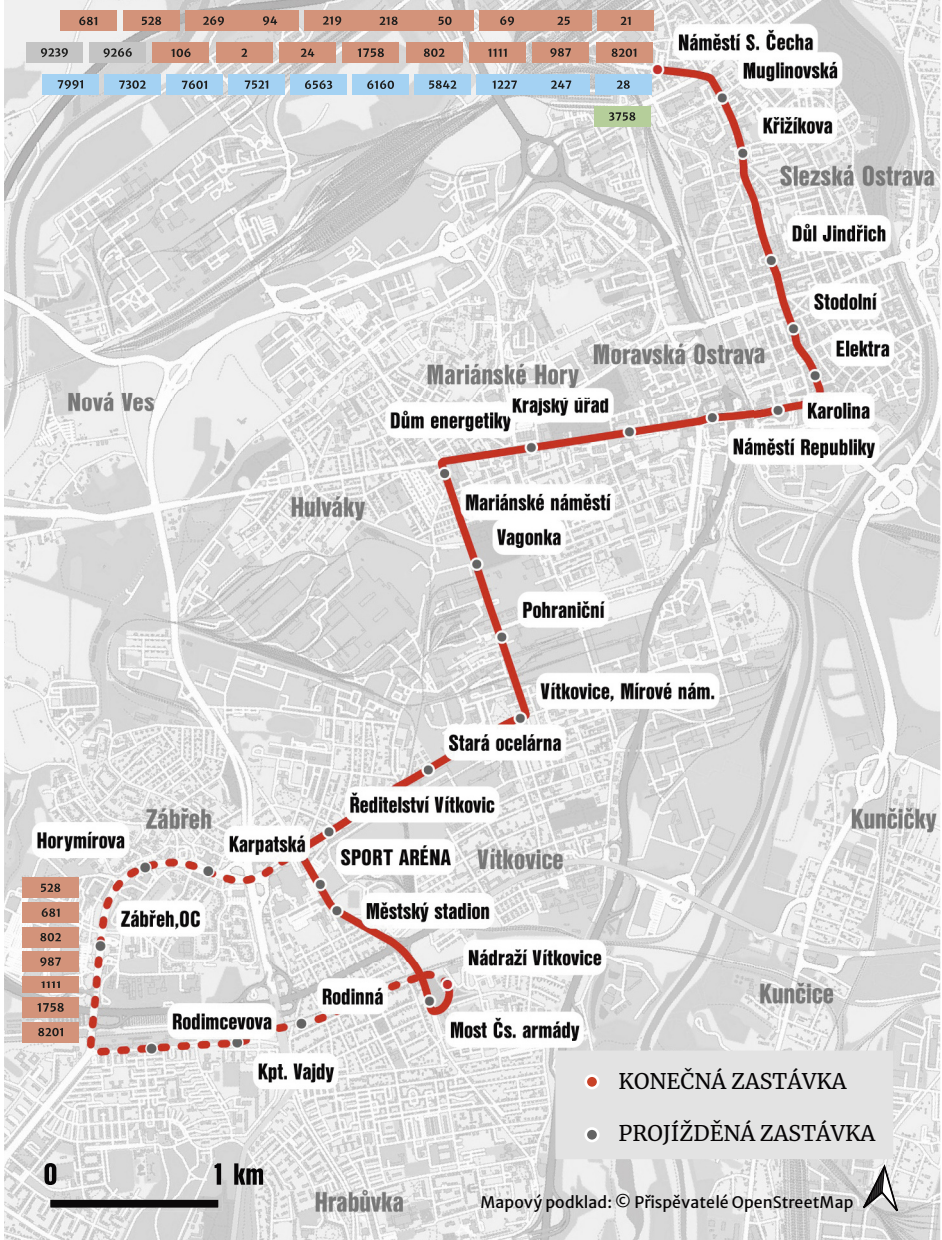 681 528 269 94 219 218 50 69 25 21
9239 9266 106 2 24 1758 802 1111 987 8201
7991 7302 7601 7521 6563 6160 5842 1227 247 28
3758
Náměstí S. Čecha
Muglinovská
Křižíkova
Slezská Ostrava
Důl Jindřich
Stodolní
Elektra
Moravská Ostrava
Mariánské Hory
Nová Ves
Krajský úřad
Karolina
Dům energetiky
Náměstí Republiky
Hulváky
Mariánské náměstí
Vagonka
Pohraniční
Vítkovice, Mírové nám.
Stará ocelárna
Ředitelství Vítkovic
Zábřeh
Kunčičky
Horymírova
Karpatská
SPORT ARÉNA
Vítkovice
528
681
802
987
1111
1758
8201
Zábřeh,OC
Městský stadion
Nádraží Vítkovice
Kunčice
Rodinná
Rodimcevova
Most Čs. armády
Kpt. Vajdy
KONEČNÁ ZASTÁVKA
PROJÍŽDĚNÁ ZASTÁVKA
0 1 km
Hrabůvka
Mapový podklad: © Přispěvatelé OpenStreetMap